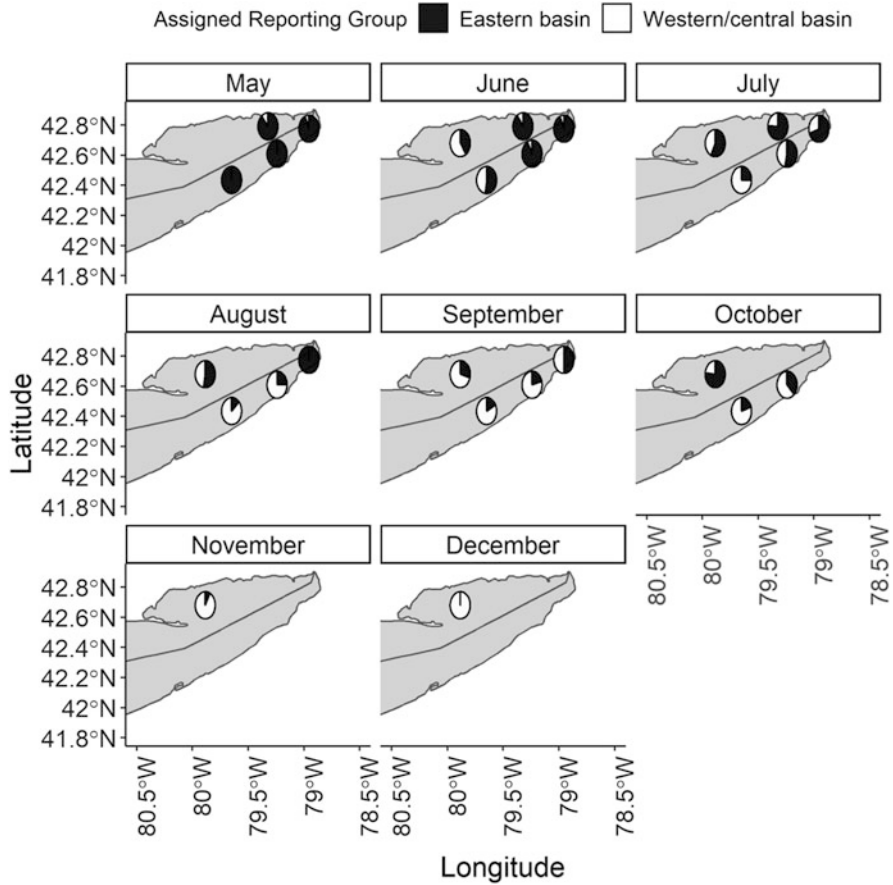 Assigned Reporting Group Eastern basin Western/central basin
May June July
42.8°N
42.6°N
42.4°N
42.2°N
42°N
41.8°N
August September October
42.8°N
42.6°N
42.4°N
42.2°N
42°N
41.8°N
Latitude
80.5°W 80°W 79.5°W 79°W 78.5°W
November December
42.8°N
42.6°N
42.4°N
42.2°N
42°N
41.8°N
80.5°W 80°W 79.5°W 79°W 78.5°W 80.5°W 80°W 79.5°W 79°W 78.5°W
Longitude